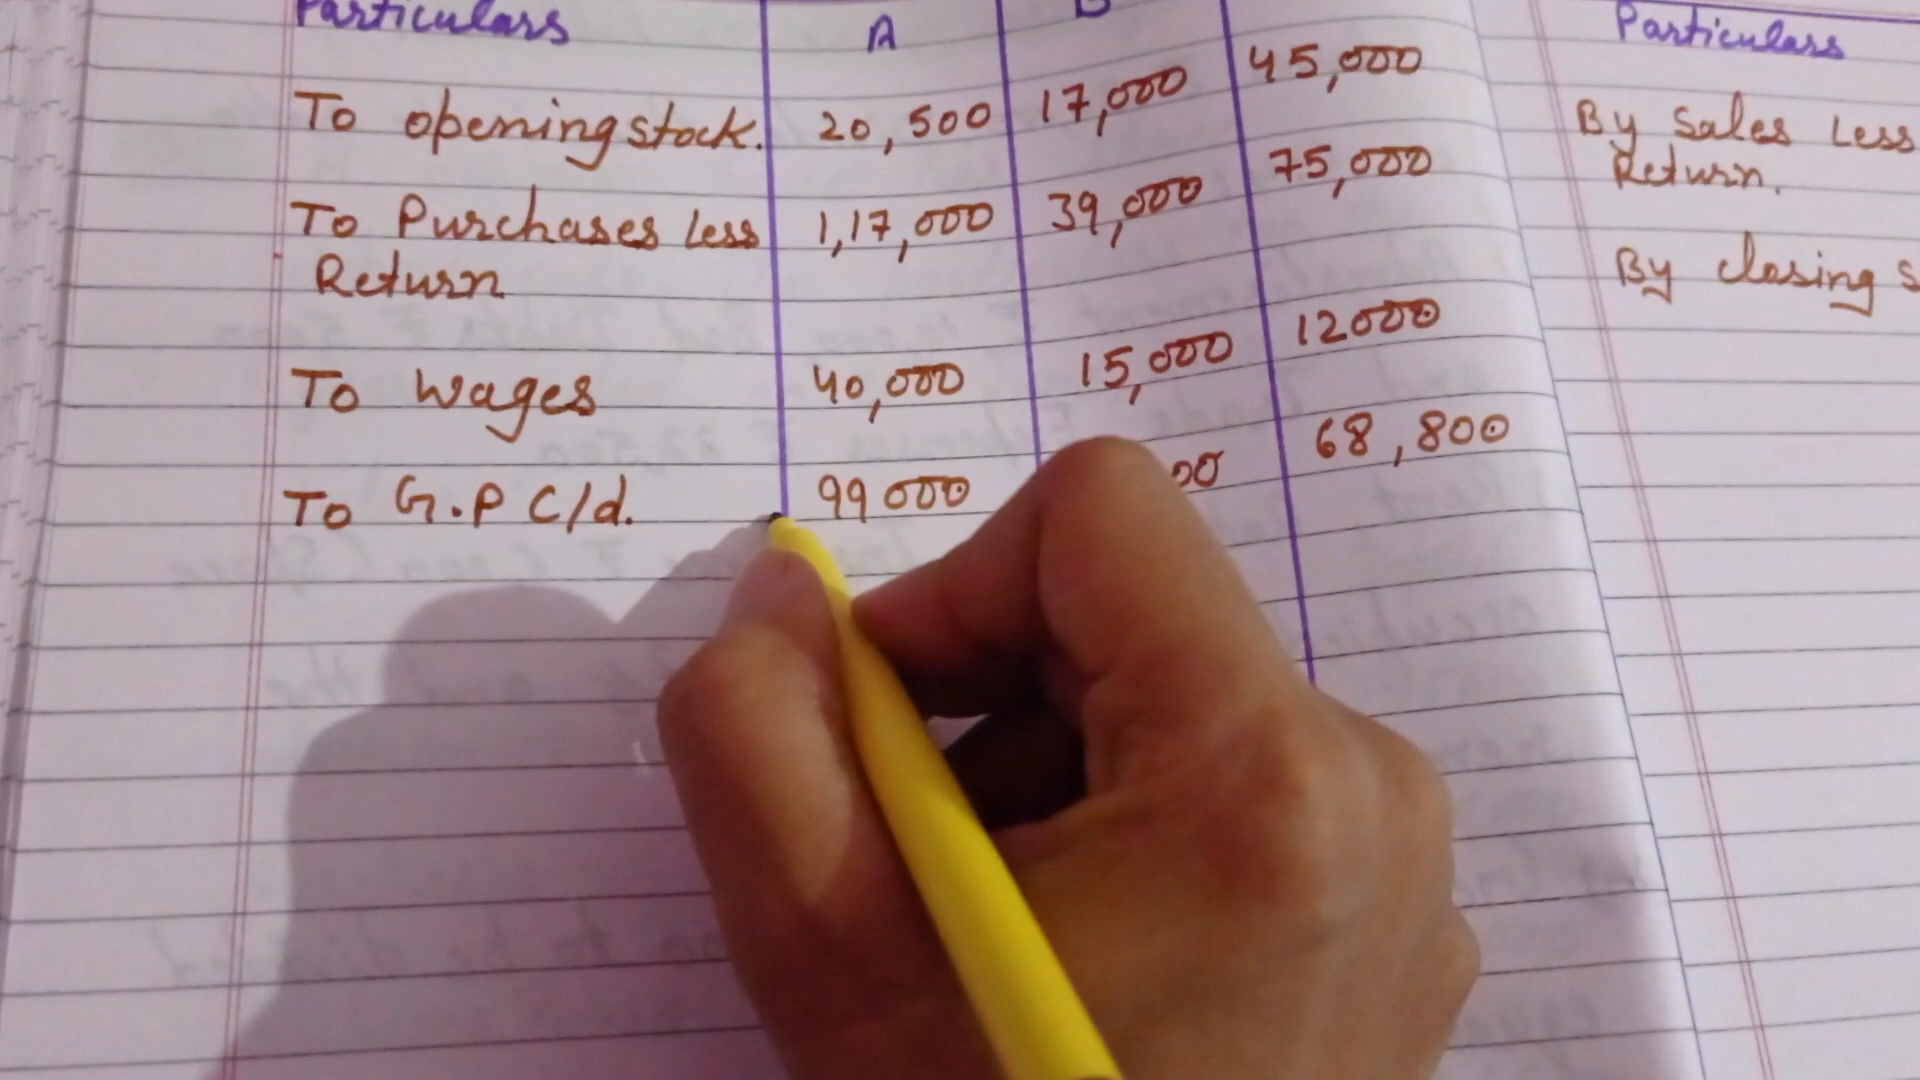 Particulars A Particulars
To opening stock. 20,500 17,000 45,000 By Sales Less
Return.
To Purchases Less 1,17,000 39,000 75,000
Return
By closing
To wages 40,000 15,000 12000
To G.P C/d. 99000 68,800